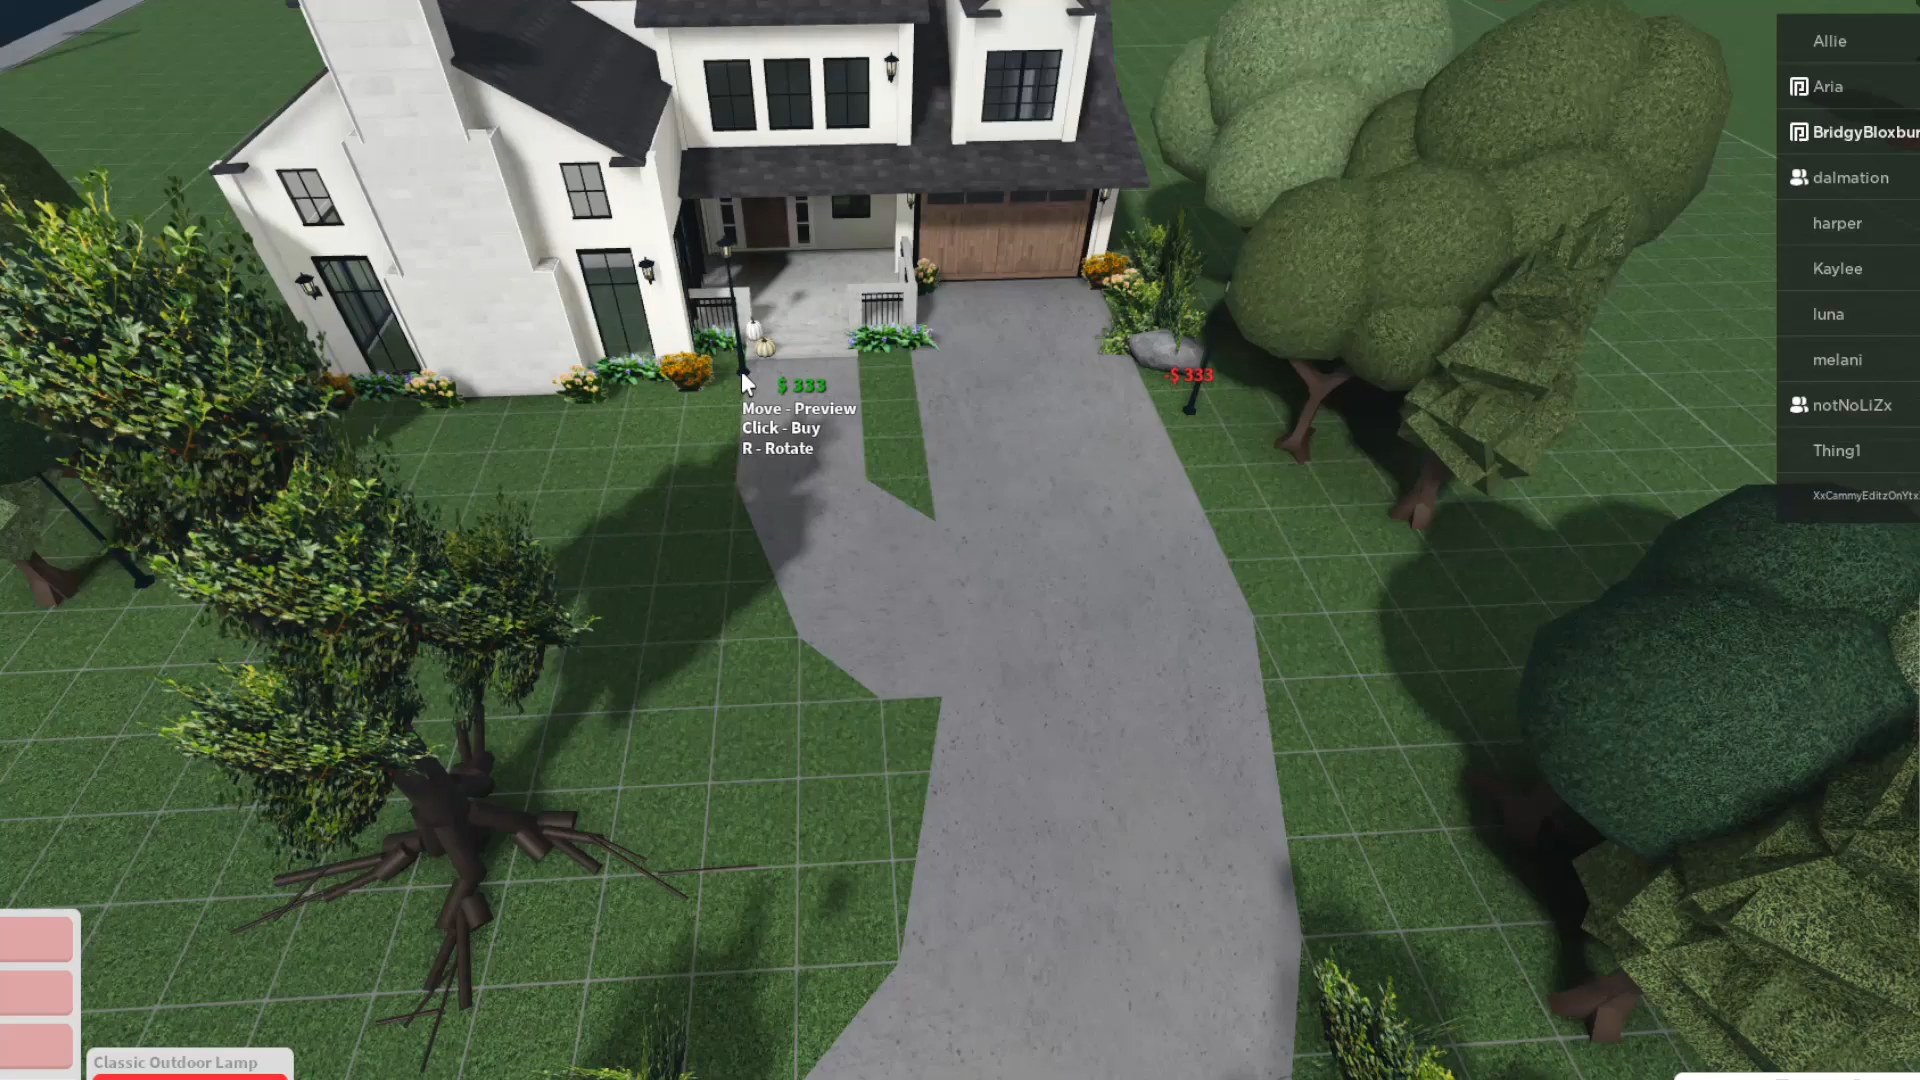 Allie
Aria
BridgyBloxbur
dalmation
harper
Kaylee
luna
melani
notNoLiZx
Thing1
XxCammyEditzOnYtx
$ 333
-$ 333
Move - Preview
Click - Buy
R - Rotate
Classic Outdoor Lamp